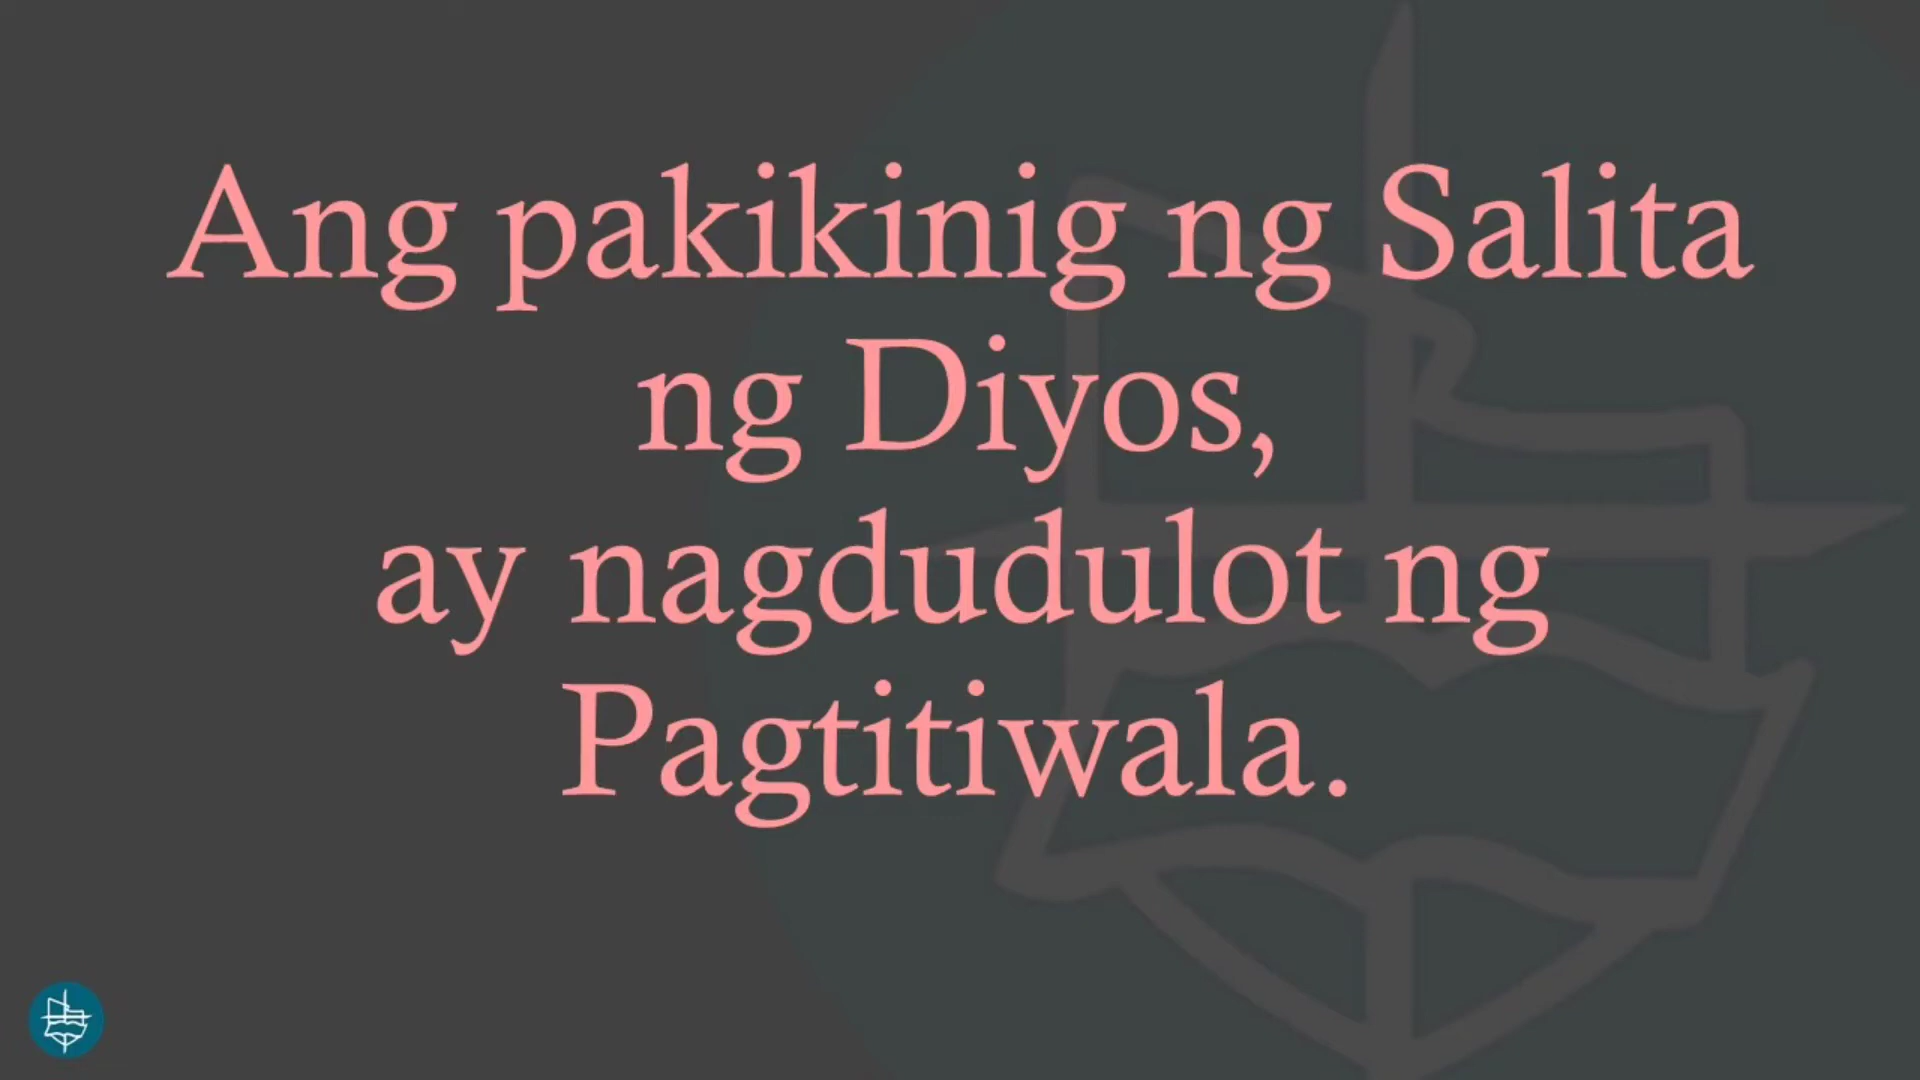 Ang pakikinig ng Salita
ng Diyos,
ay nagdudulot ng
Pagtitiwala.